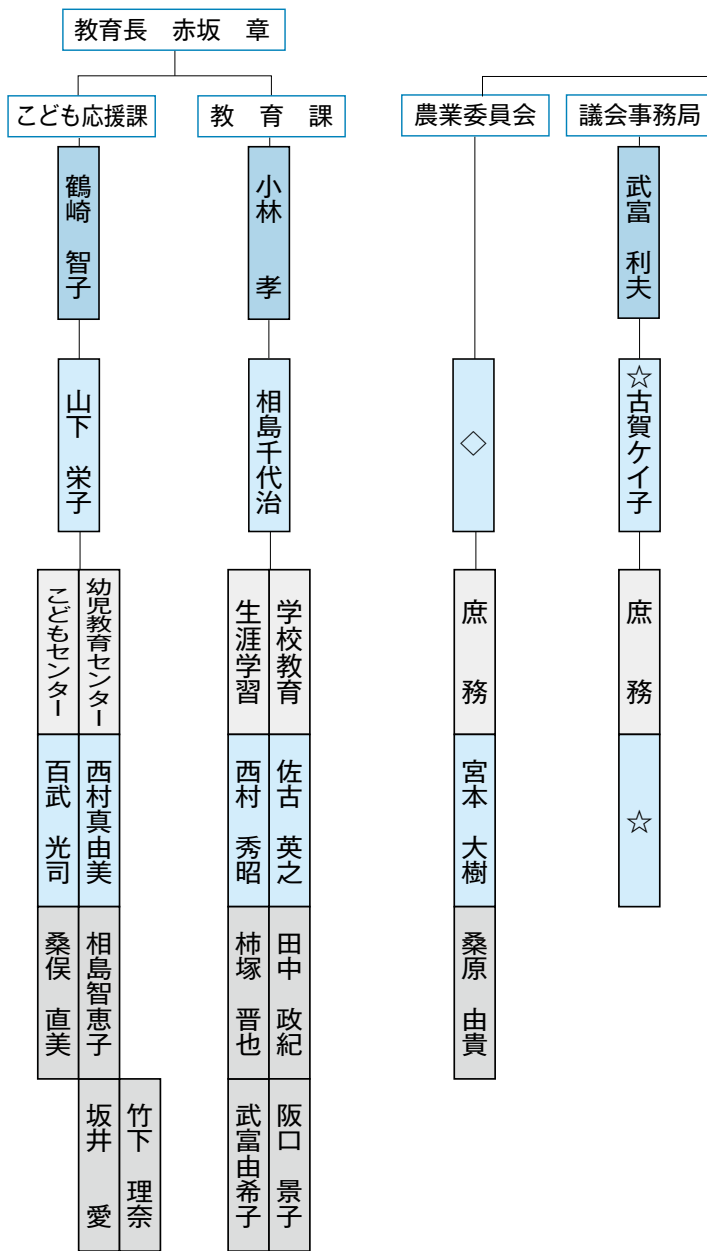 教育長　赤坂　章
こども応援課
教　育　課
農業委員会
議会事務局
鶴崎　智子
小林　　孝
武富　利夫
山下　栄子
相島千代治
◇
☆古賀ケイ子
幼児教育センター
こどもセンター
学校教育
生涯学習
庶　　務
庶　　務
西村真由美
百武　光司
佐古　英之
西村　秀昭
宮本　大樹
☆
相島智恵子
桑俣　直美
田中　政紀
柿塚　晋也
桑原　由貴
竹下　理奈
坂井　　愛
阪口　景子
武富由希子